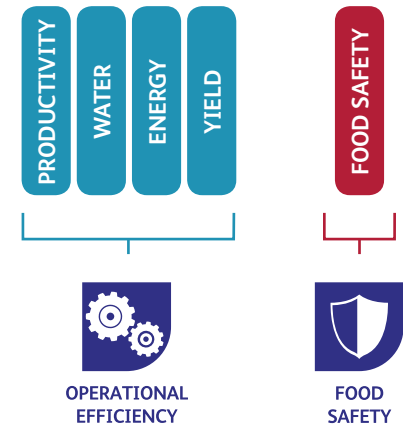 PRODUCTIVITY
WATER
ENERGY
YIELD
FOOD SAFETY
OPERATIONAL
EFFICIENCY
FOOD
SAFETY